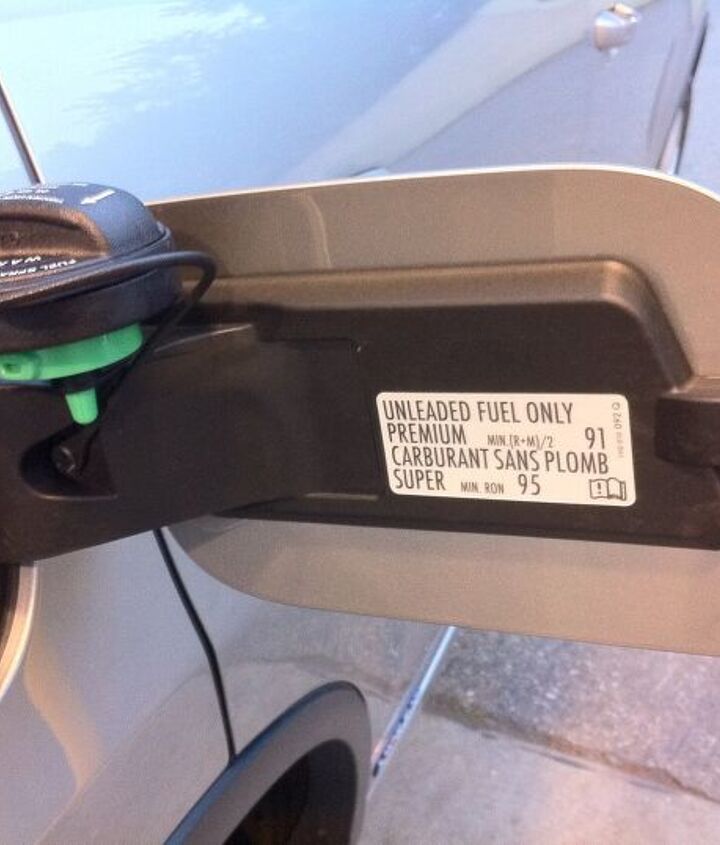 UNLEADED FUEL ONLY
PREMIUM MIN.(R+M)/2 91
CARBURANT SANS PLOMB
SUPER MIN. RON 95